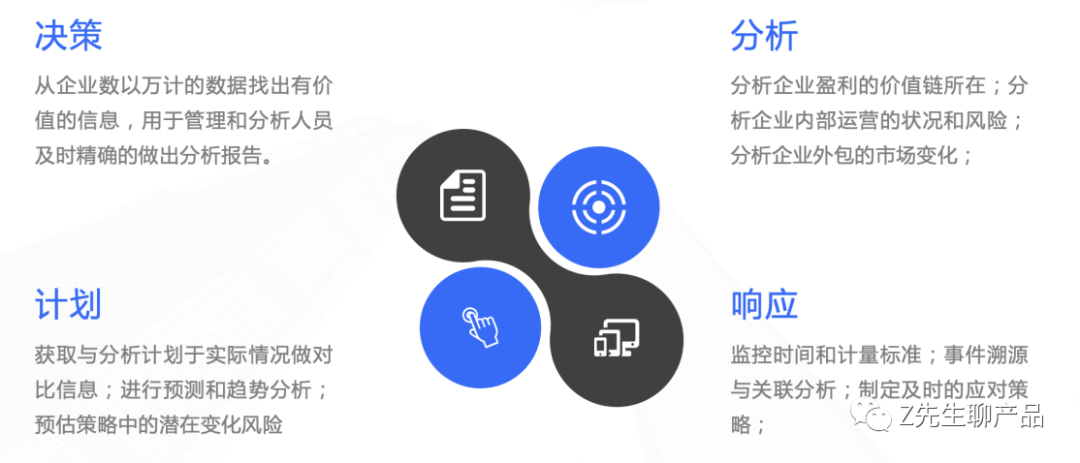 决策
从企业数以万计的数据找出有价
值的信息，用于管理和分析人员
及时精确的做出分析报告。
分析
分析企业盈利的价值链所在；分
析企业内部运营的状况和风险；
分析企业外包的市场变化；
计划
获取与分析计划于实际情况做对
比信息；进行预测和趋势分析；
预估策略中的潜在变化风险
响应
监控时间和计量标准；事件溯源
与关联分析；制定及时的应对策
略；
Z先生聊产品